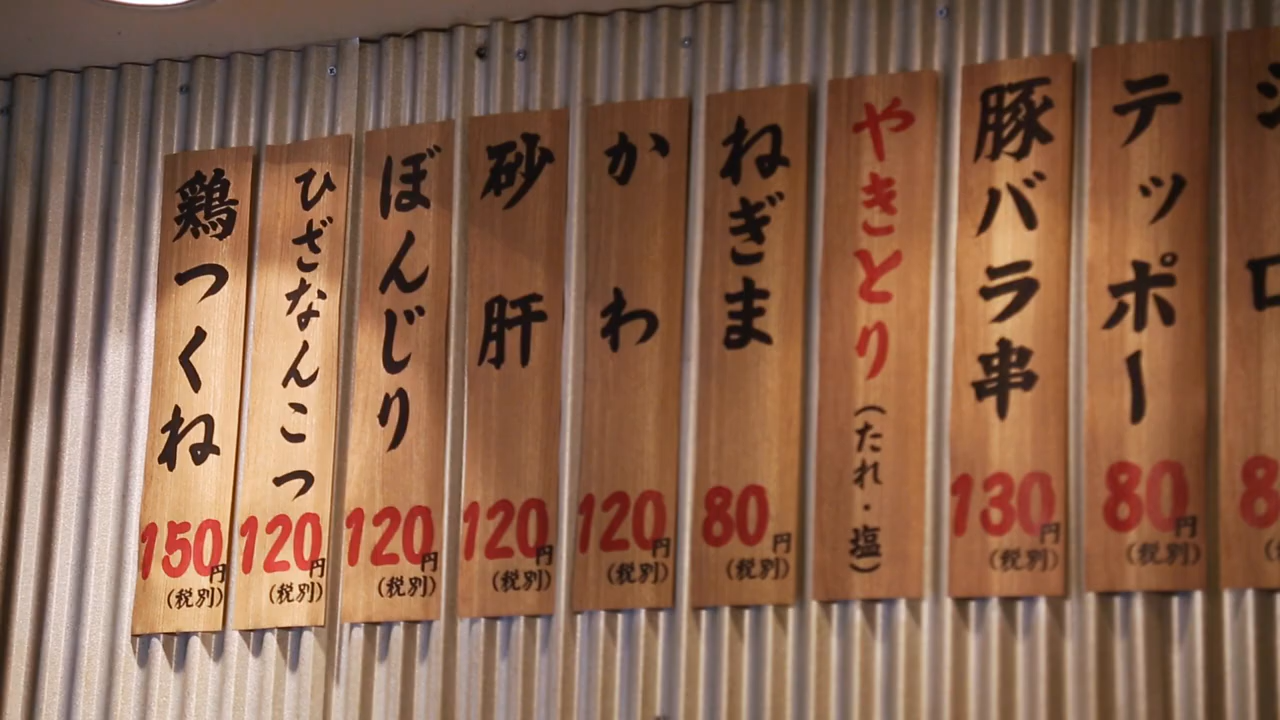 テッポー
80円
(税別)
豚バラ串
130円
(税別)
やきとり
(たれ・塩)
ねぎま
80円
(税別)
かわ
120円
(税別)
砂肝
120円
(税別)
ぼんじり
120円
(税別)
ひざなんこつ
120円
(税別)
鶏つくね
150円
(税別)